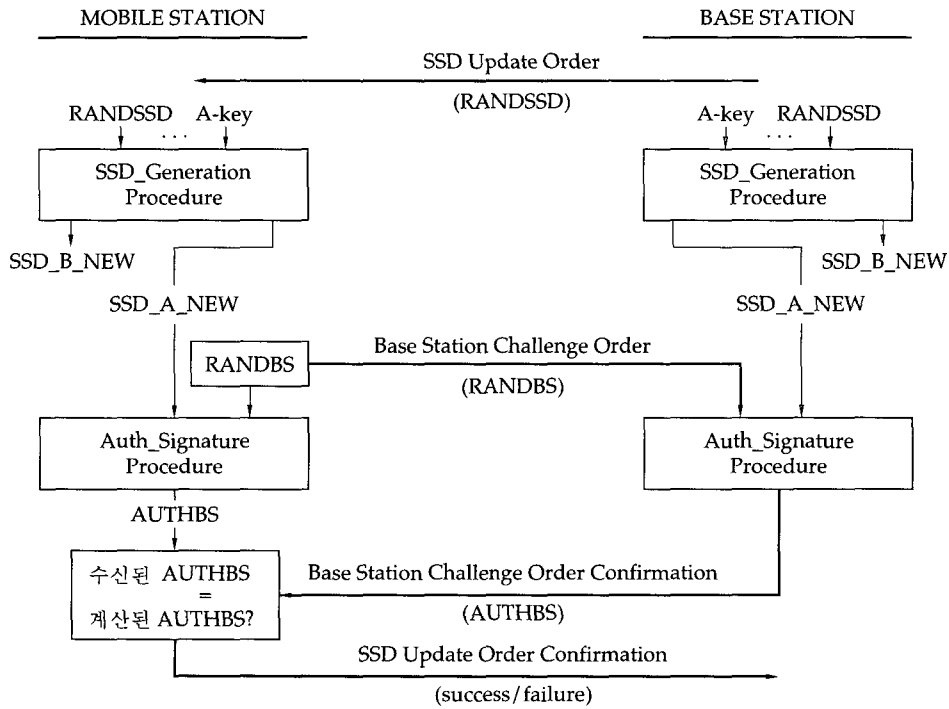 MOBILE STATION
BASE STATION
SSD Update Order
(RANDSSD)
RANDSSD ... A-key
A-key ... RANDSSD
SSD_Generation
Procedure
SSD_Generation
Procedure
SSD_B_NEW
SSD_B_NEW
SSD_A_NEW
SSD_A_NEW
RANDBS
Base Station Challenge Order
(RANDBS)
Auth_Signature
Procedure
Auth_Signature
Procedure
AUTHBS
수신된 AUTHBS
=
계산된 AUTHBS?
Base Station Challenge Order Confirmation
(AUTHBS)
SSD Update Order Confirmation
(success/failure)